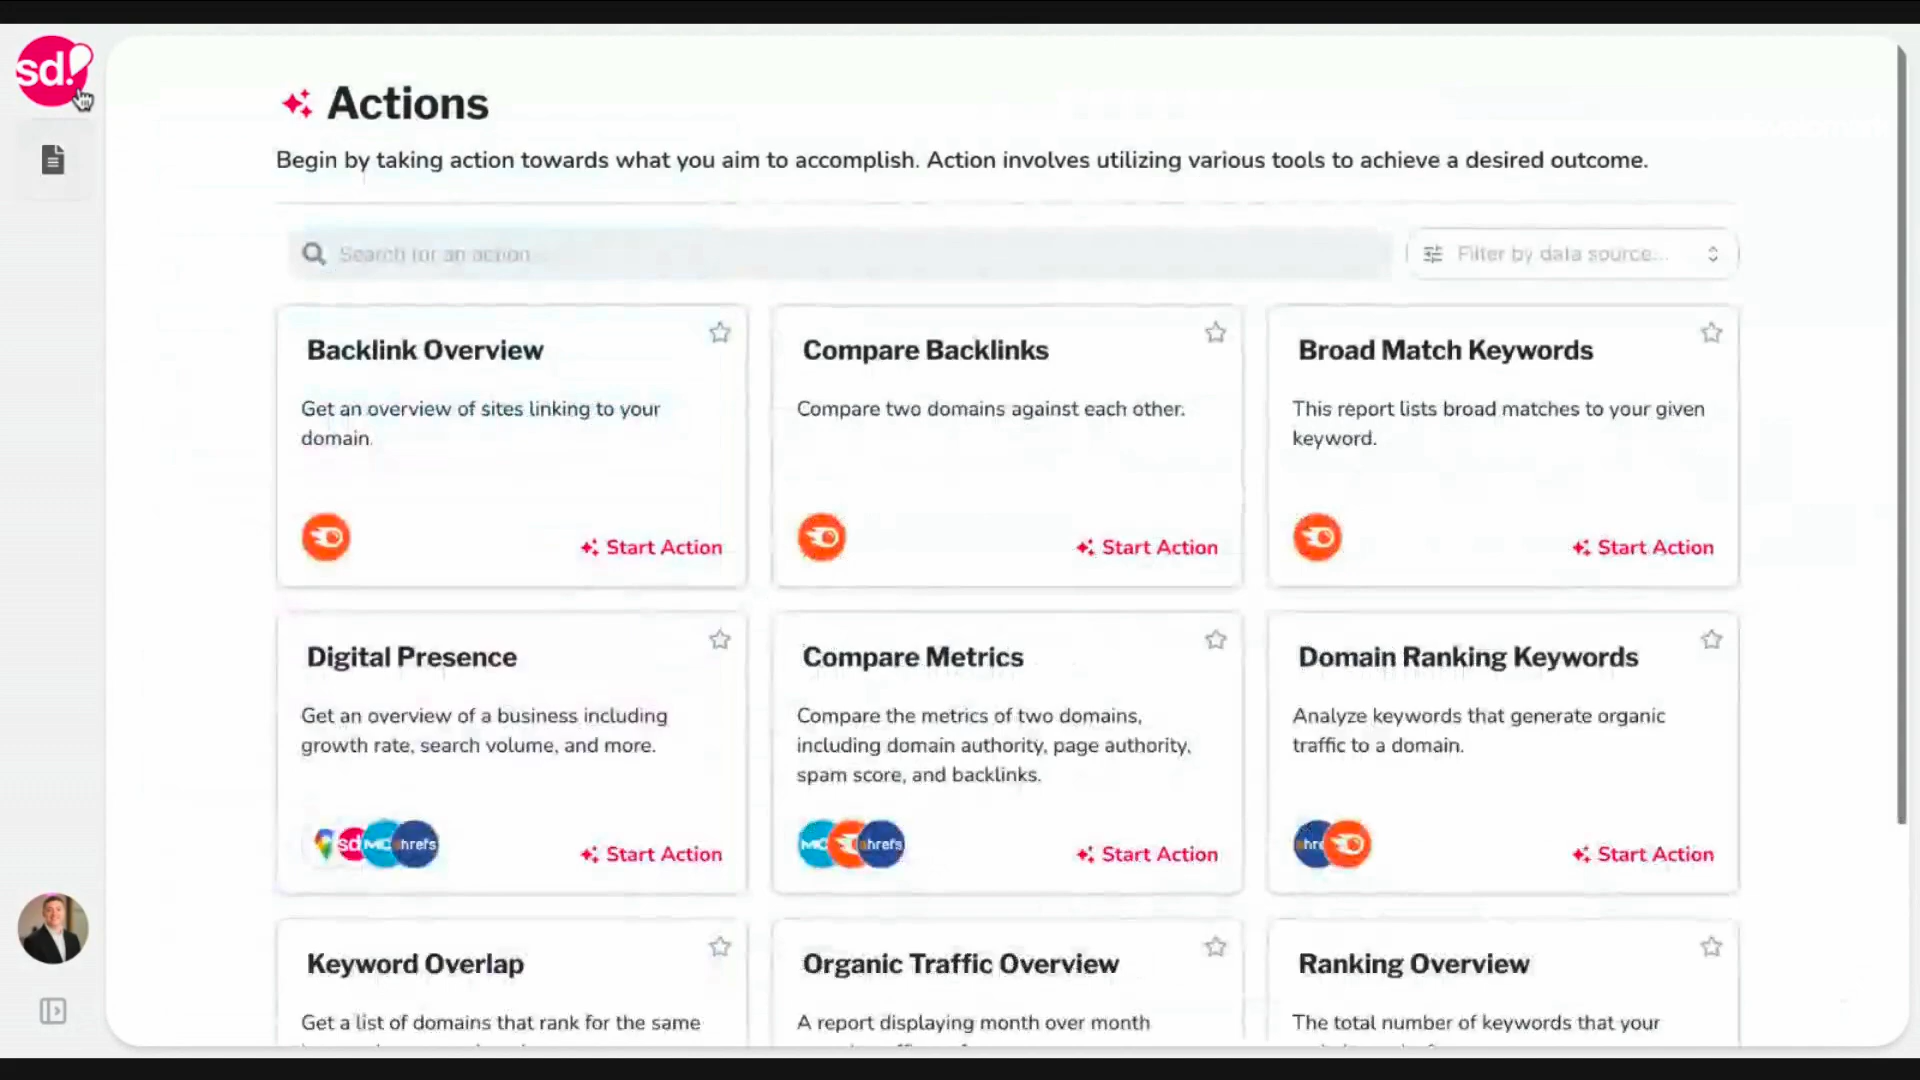 sd!
Actions
Begin by taking action towards what you aim to accomplish. Action involves utilizing various tools to achieve a desired outcome.
Search for an action...
Filter by data source...
Backlink Overview
Get an overview of sites linking to your
domain.
Start Action
Compare Backlinks
Compare two domains against each other.
Start Action
Broad Match Keywords
This report lists broad matches to your given
keyword.
Start Action
Digital Presence
Get an overview of a business including
growth rate, search volume, and more.
sd MO ahrefs
Start Action
Compare Metrics
Compare the metrics of two domains,
including domain authority, page authority,
spam score, and backlinks.
MO ahrefs
Start Action
Domain Ranking Keywords
Analyze keywords that generate organic
traffic to a domain.
ahre
Start Action
Keyword Overlap
Get a list of domains that rank for the same
Organic Traffic Overview
A report displaying month over month
Ranking Overview
The total number of keywords that your